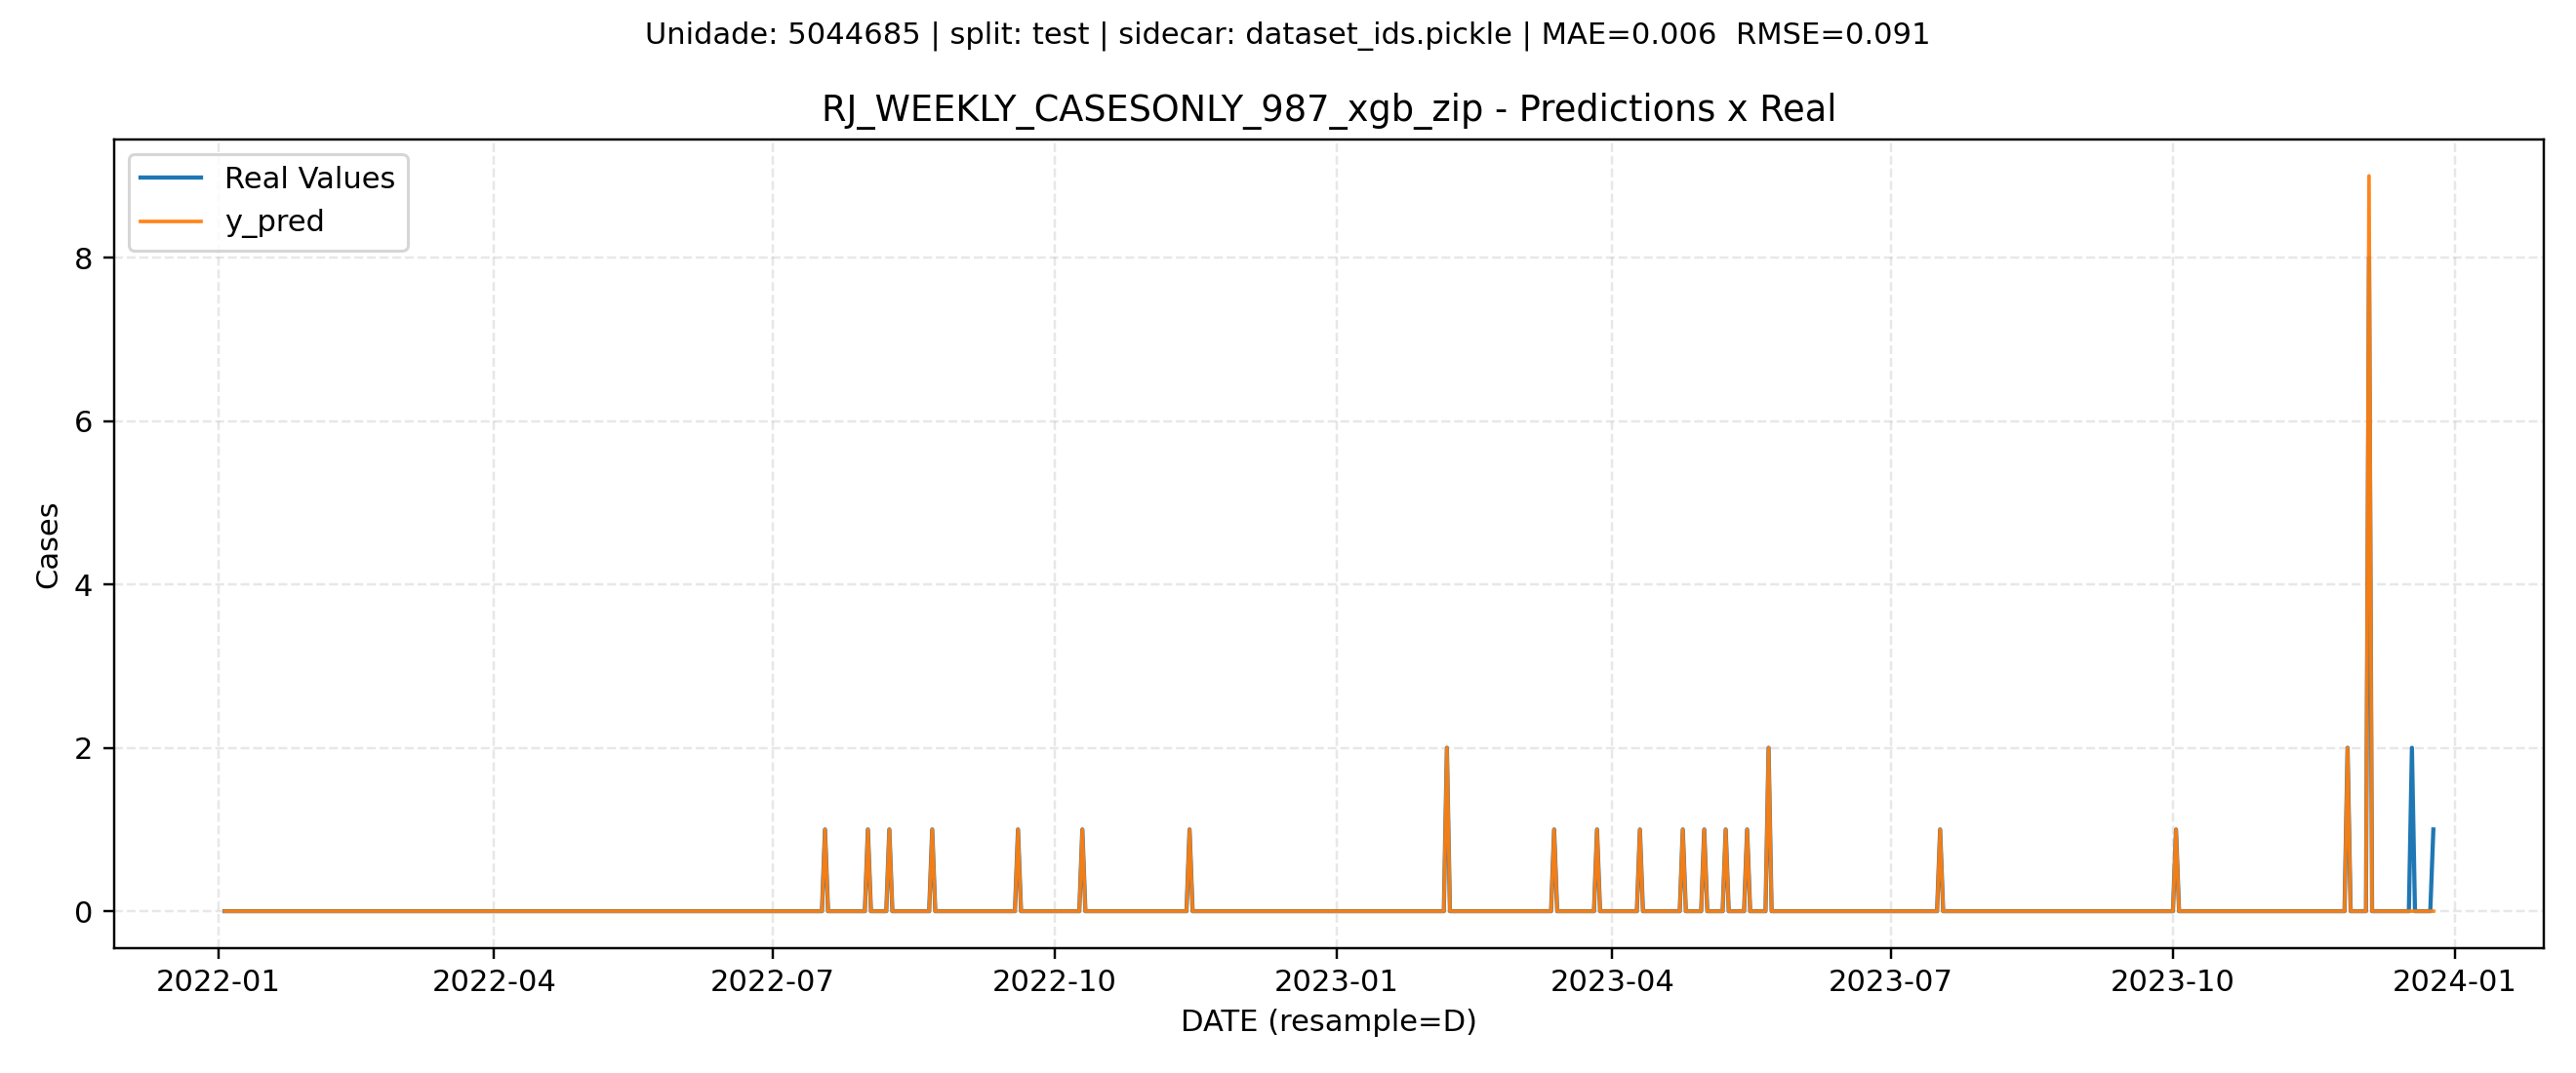 Unidade: 5044685 | split: test | sidecar: dataset_ids.pickle | MAE=0.006  RMSE=0.091
RJ_WEEKLY_CASESONLY_987_xgb_zip - Predictions x Real
Real Values
y_pred
8
6
4
2
0
Cases
2022-01 2022-04 2022-07 2022-10 2023-01 2023-04 2023-07 2023-10 2024-01
DATE (resample=D)